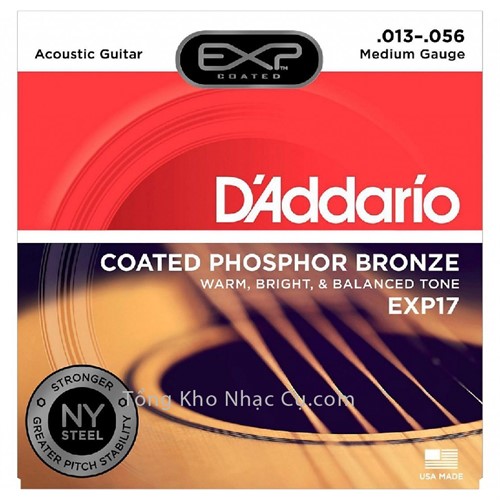 Acoustic Guitar
EXP™
COATED
.013–.056
Medium Gauge
D'Addario
COATED PHOSPHOR BRONZE
WARM, BRIGHT, & BALANCED TONE
EXP17
STRONGER
NY
STEEL
GREATER PITCH STABILITY
Tổng Kho Nhạc Cụ.com
USA MADE